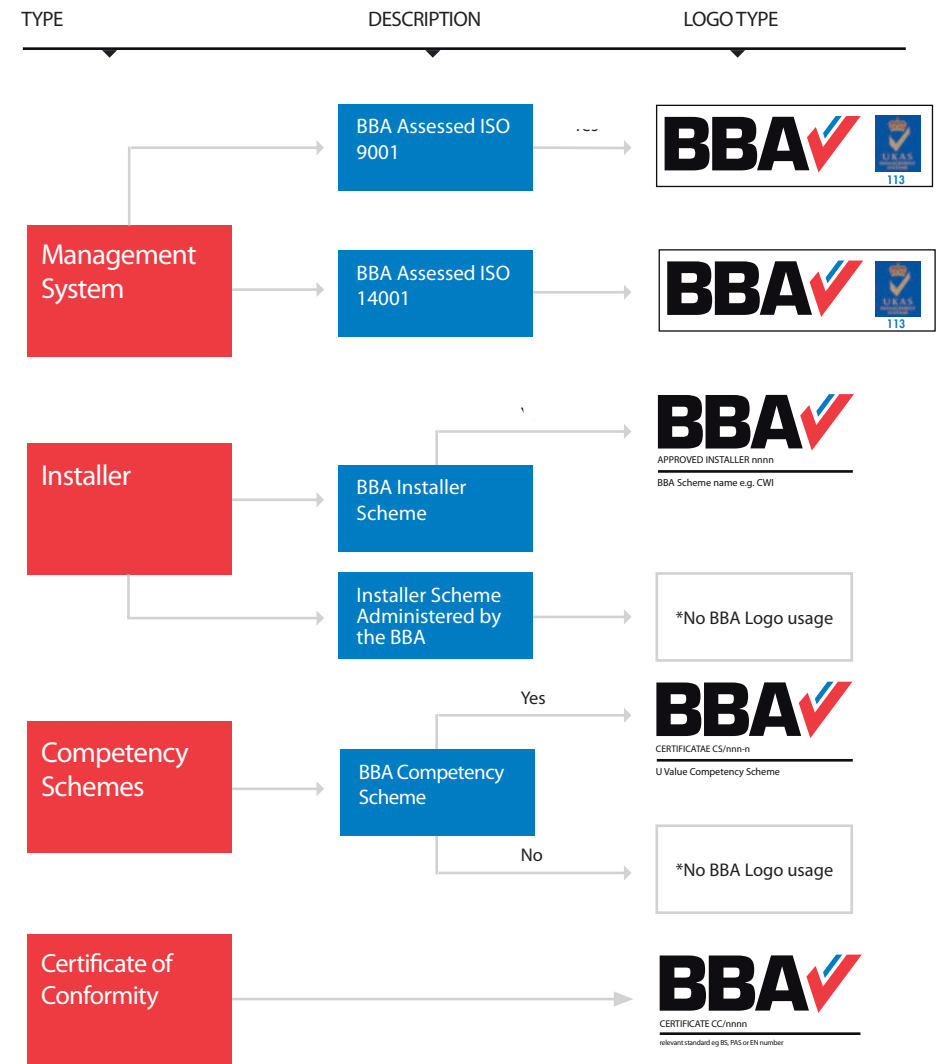 TYPE DESCRIPTION LOGO TYPE
BBA Assessed ISO
9001
BBA
UKAS
113
Management
System
BBA Assessed ISO
14001
BBA
UKAS
113
Installer
BBA Installer
Scheme
BBA
APPROVED INSTALLER nnnn
BBA Scheme name e.g. CWI
Installer Scheme
Administered by
the BBA
*No BBA Logo usage
Competency
Schemes
BBA Competency
Scheme
Yes
BBA
CERTIFICATAE CS/nnn-n
U Value Competency Scheme
No
*No BBA Logo usage
Certificate of
Conformity
BBA
CERTIFICATE CC/nnnn
relevant standard eg BS, PAS or EN number